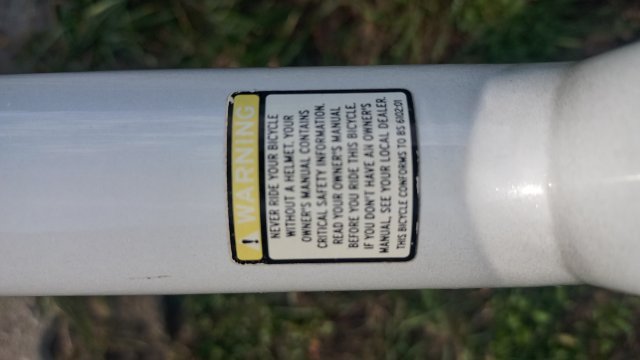 WARNING
NEVER RIDE YOUR BICYCLE
WITHOUT A HELMET. YOUR
OWNER'S MANUAL CONTAINS
CRITICAL SAFETY INFORMATION.
READ YOUR OWNER'S MANUAL
BEFORE YOU RIDE THIS BICYCLE.
IF YOU DON'T HAVE AN OWNER'S
MANUAL, SEE YOUR LOCAL DEALER.
THIS BICYCLE CONFORMS TO BS 6102:01